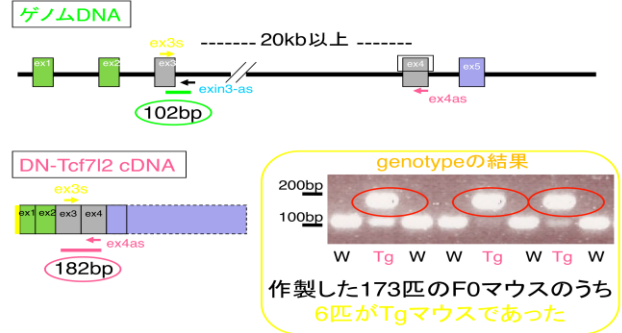 ゲノムDNA
ex3s
20kb以上
ex1
ex2
ex3
ex4
ex5
exin3-as
ex4as
102bp
DN-Tcf7l2 cDNA
ex3s
ex1
ex2
ex3
ex4
ex4as
182bp
genotypeの結果
200bp
100bp
W Tg W W Tg W Tg W
作製した173匹のF0マウスのうち
6匹がTgマウスであった